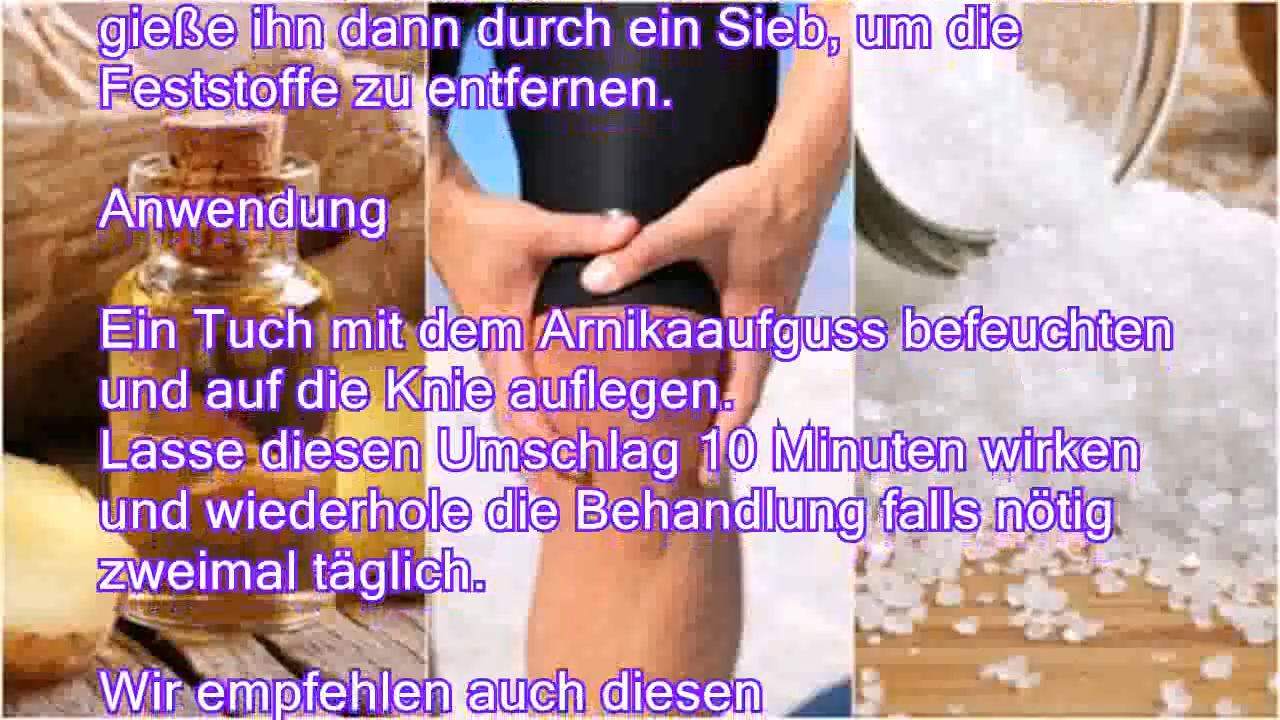 gieße ihn dann durch ein Sieb, um die
Feststoffe zu entfernen.
Anwendung
Ein Tuch mit dem Arnikaaufguss befeuchten
und auf die Knie auflegen.
Lasse diesen Umschlag 10 Minuten wirken
und wiederhole die Behandlung falls nötig
zweimal täglich.
Wir empfehlen auch diesen